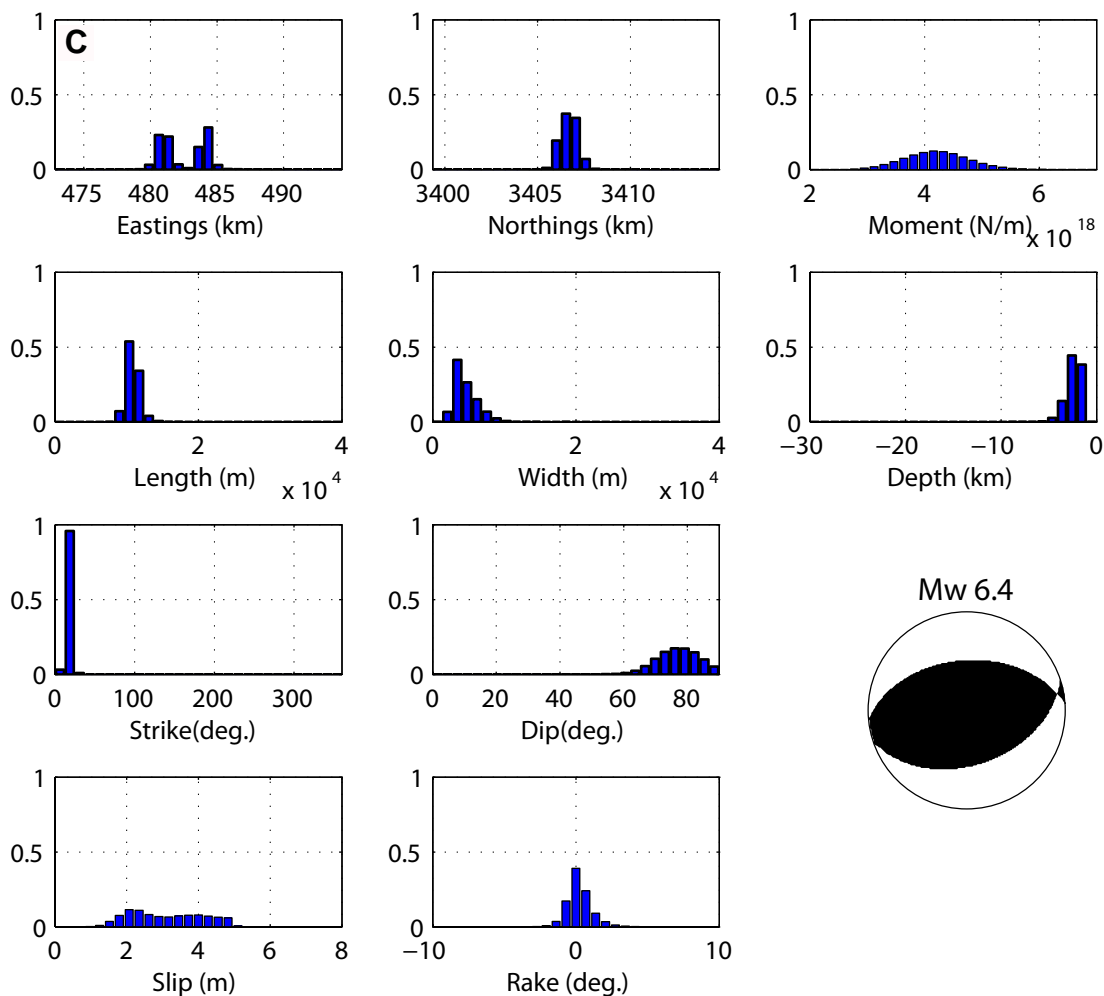 C
1
0.5
0
475 480 485 490
Eastings (km)
1
0.5
0
3400 3405 3410
Northings (km)
1
0.5
0
2 4 6
Moment (N/m)
x 10 18
1
0.5
0
0 2 4
Length (m)
x 10 4
1
0.5
0
0 2 4
Width (m)
x 10 4
1
0.5
0
−30 −20 −10 0
Depth (km)
1
0.5
0
0 100 200 300
Strike(deg.)
1
0.5
0
0 20 40 60 80
Dip(deg.)
Mw 6.4
1
0.5
0
0 2 4 6 8
Slip (m)
1
0.5
0
−10 0 10
Rake (deg.)